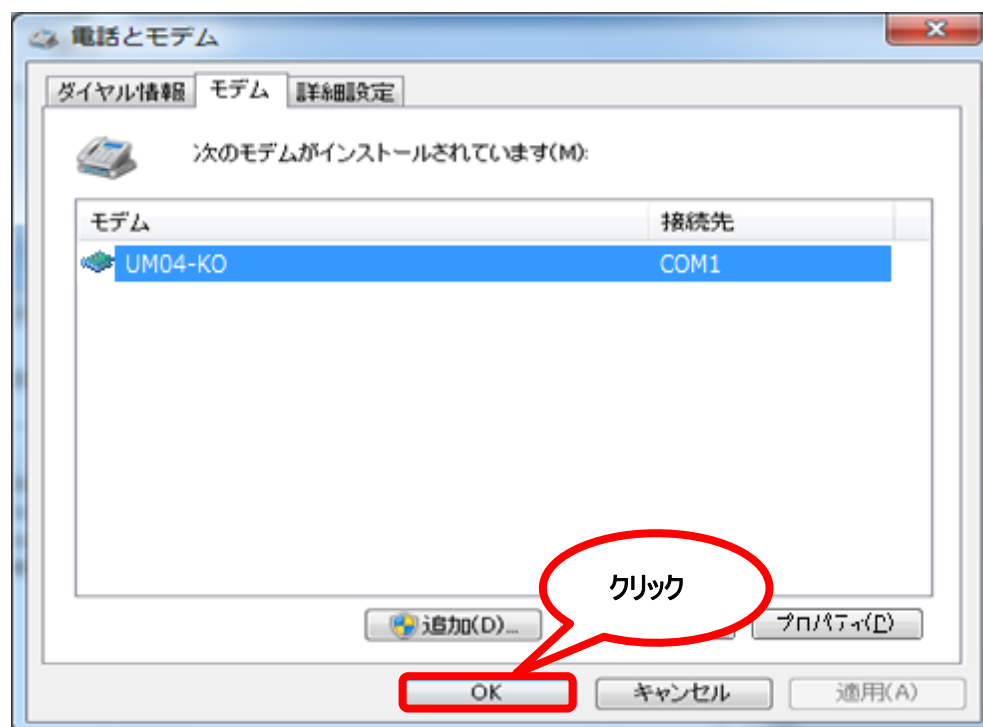 電話とモデム
ダイヤル情報 モデム 詳細設定
次のモデムがインストールされています(M):
モデム 接続先
UM04-KO COM1
クリック
追加(D)... プロパティ(P)
OK キャンセル 適用(A)